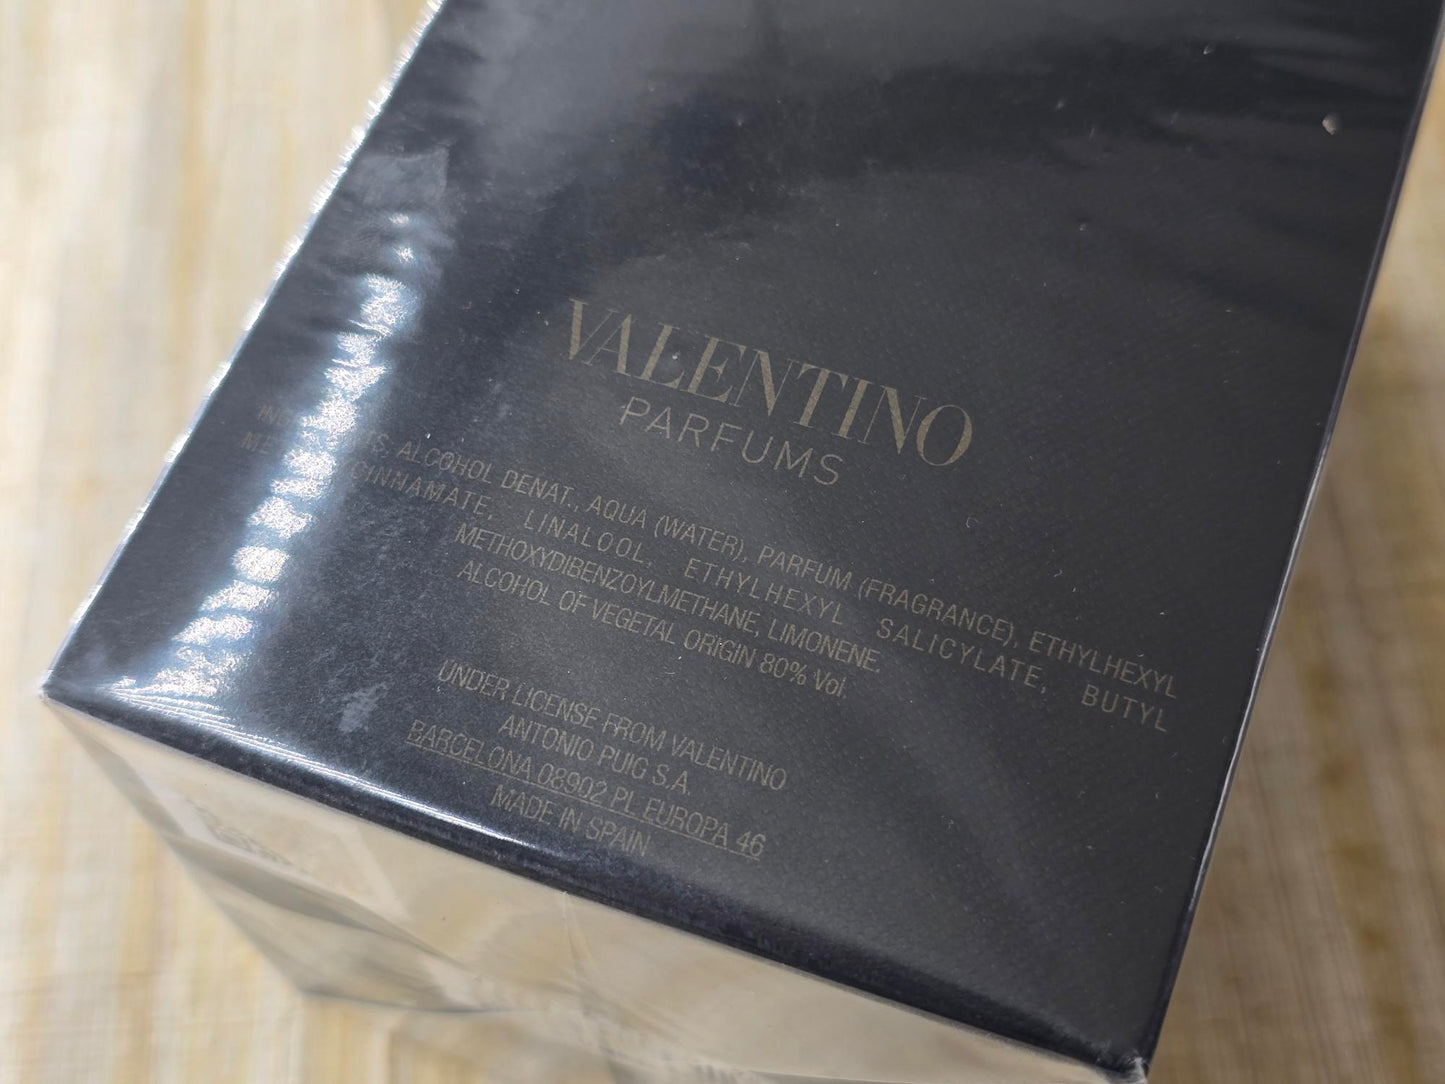 VALENTINO
PARFUMS
ALCOHOL DENAT., AQUA (WATER), PARFUM (FRAGRANCE), ETHYLHEXYL
LINALOOL, ETHYLHEXYL SALICYLATE, BUTYL
METHOXYDIBENZOYLMETHANE, LIMONENE.
ALCOHOL OF VEGETAL ORIGIN 80% Vol.
UNDER LICENSE FROM VALENTINO
ANTONIO PUIG S.A.
BARCELONA 08902 PL EUROPA 46
MADE IN SPAIN